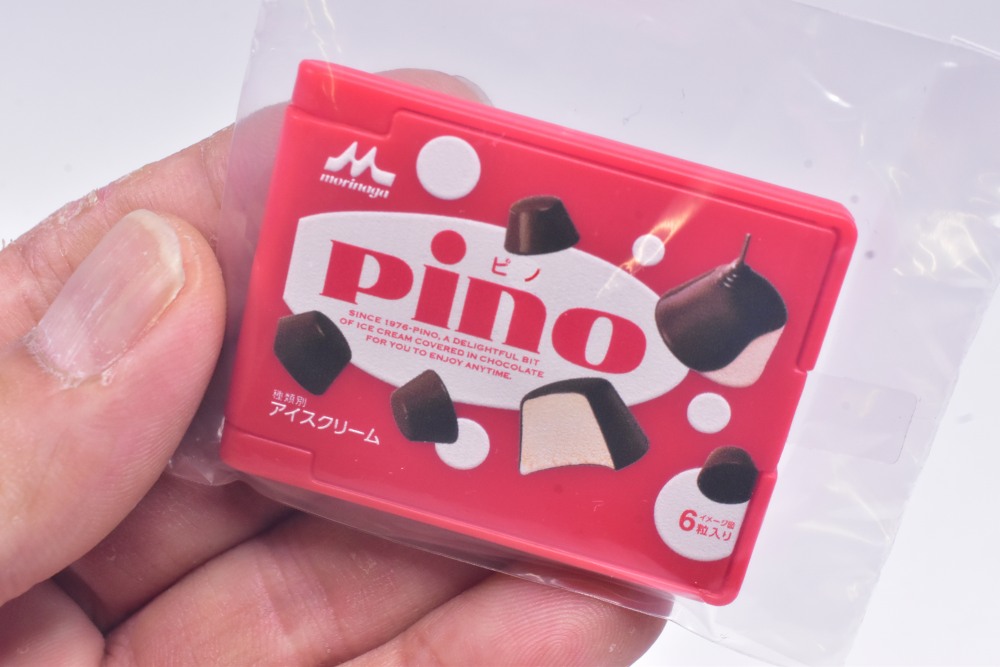 morinaga
ピノ
pino
SINCE 1976-PINO, A DELIGHTFUL BIT
OF ICE CREAM COVERED IN CHOCOLATE
FOR YOU TO ENJOY ANYTIME.
種類別
アイスクリーム
イメージ図
6粒入り